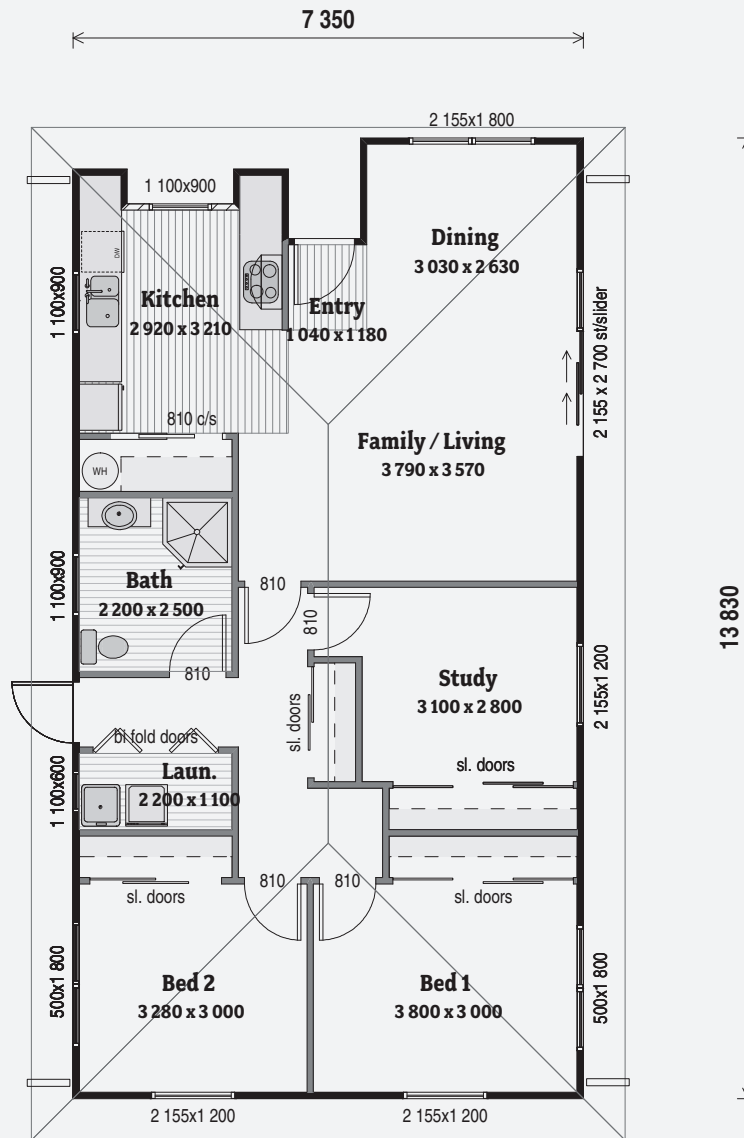 7 350
2 155x1 800
1 100x900
Dining
3 030 x 2 630
DW
Kitchen
2 920 x 3 210
Entry
1 040 x 1 180
1 100x900
2 155 x 2 700 st/slider
810 c/s
Family / Living
3 790 x 3 570
WH
Bath
2 200 x 2 500
1 100x900
810
810
13 830
810
Study
3 100 x 2 800
2 155x1 200
sl. doors
bi fold doors
sl. doors
Laun.
2 200 x 1 100
1 100x600
810
810
sl. doors
sl. doors
Bed 2
3 280 x 3 000
Bed 1
3 800 x 3 000
500x1 800
500x1 800
2 155x1 200
2 155x1 200